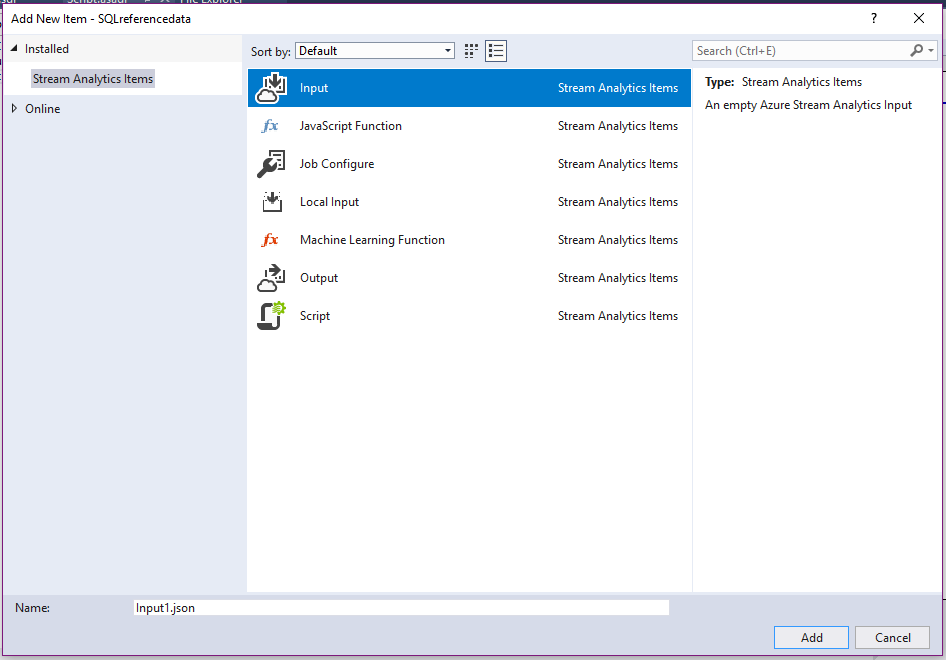 Add New Item - SQLreferencedata
?
Installed
Sort by: Default
Search (Ctrl+E)
Stream Analytics Items
Online
Input Stream Analytics Items
JavaScript Function Stream Analytics Items
Job Configure Stream Analytics Items
Local Input Stream Analytics Items
Machine Learning Function Stream Analytics Items
Output Stream Analytics Items
Script Stream Analytics Items
Type: Stream Analytics Items
An empty Azure Stream Analytics Input
Name: Input1.json
Add Cancel